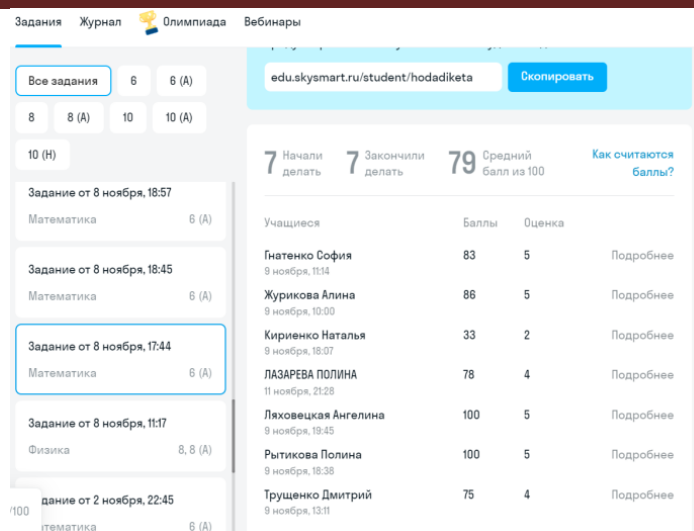 Задания Журнал Олимпиада Вебинары
Все задания 6 6 (А)
8 8 (А) 10 10 (А)
10 (Н)
Задание от 8 ноября, 18:57
Математика 6 (А)
Задание от 8 ноября, 18:45
Математика 6 (А)
Задание от 8 ноября, 17:44
Математика 6 (А)
Задание от 8 ноября, 11:17
Физика 8, 8 (А)
дание от 2 ноября, 22:45
тематика 6 (А)
/100
edu.skysmart.ru/student/hodadiketa Скопировать
7 Начали делать 7 Закончили делать 79 Средний балл из 100 Как считаются баллы?
Учащиеся Баллы Оценка
Гнатенко София 83 5 Подробнее
9 ноября, 11:14
Журикова Алина 86 5 Подробнее
9 ноября, 10:00
Кириенко Наталья 33 2 Подробнее
9 ноября, 18:07
ЛАЗАРЕВА ПОЛИНА 78 4 Подробнее
11 ноября, 21:28
Ляховецкая Ангелина 100 5 Подробнее
9 ноября, 19:45
Рытикова Полина 100 5 Подробнее
9 ноября, 18:38
Трущенко Дмитрий 75 4 Подробнее
9 ноября, 13:11